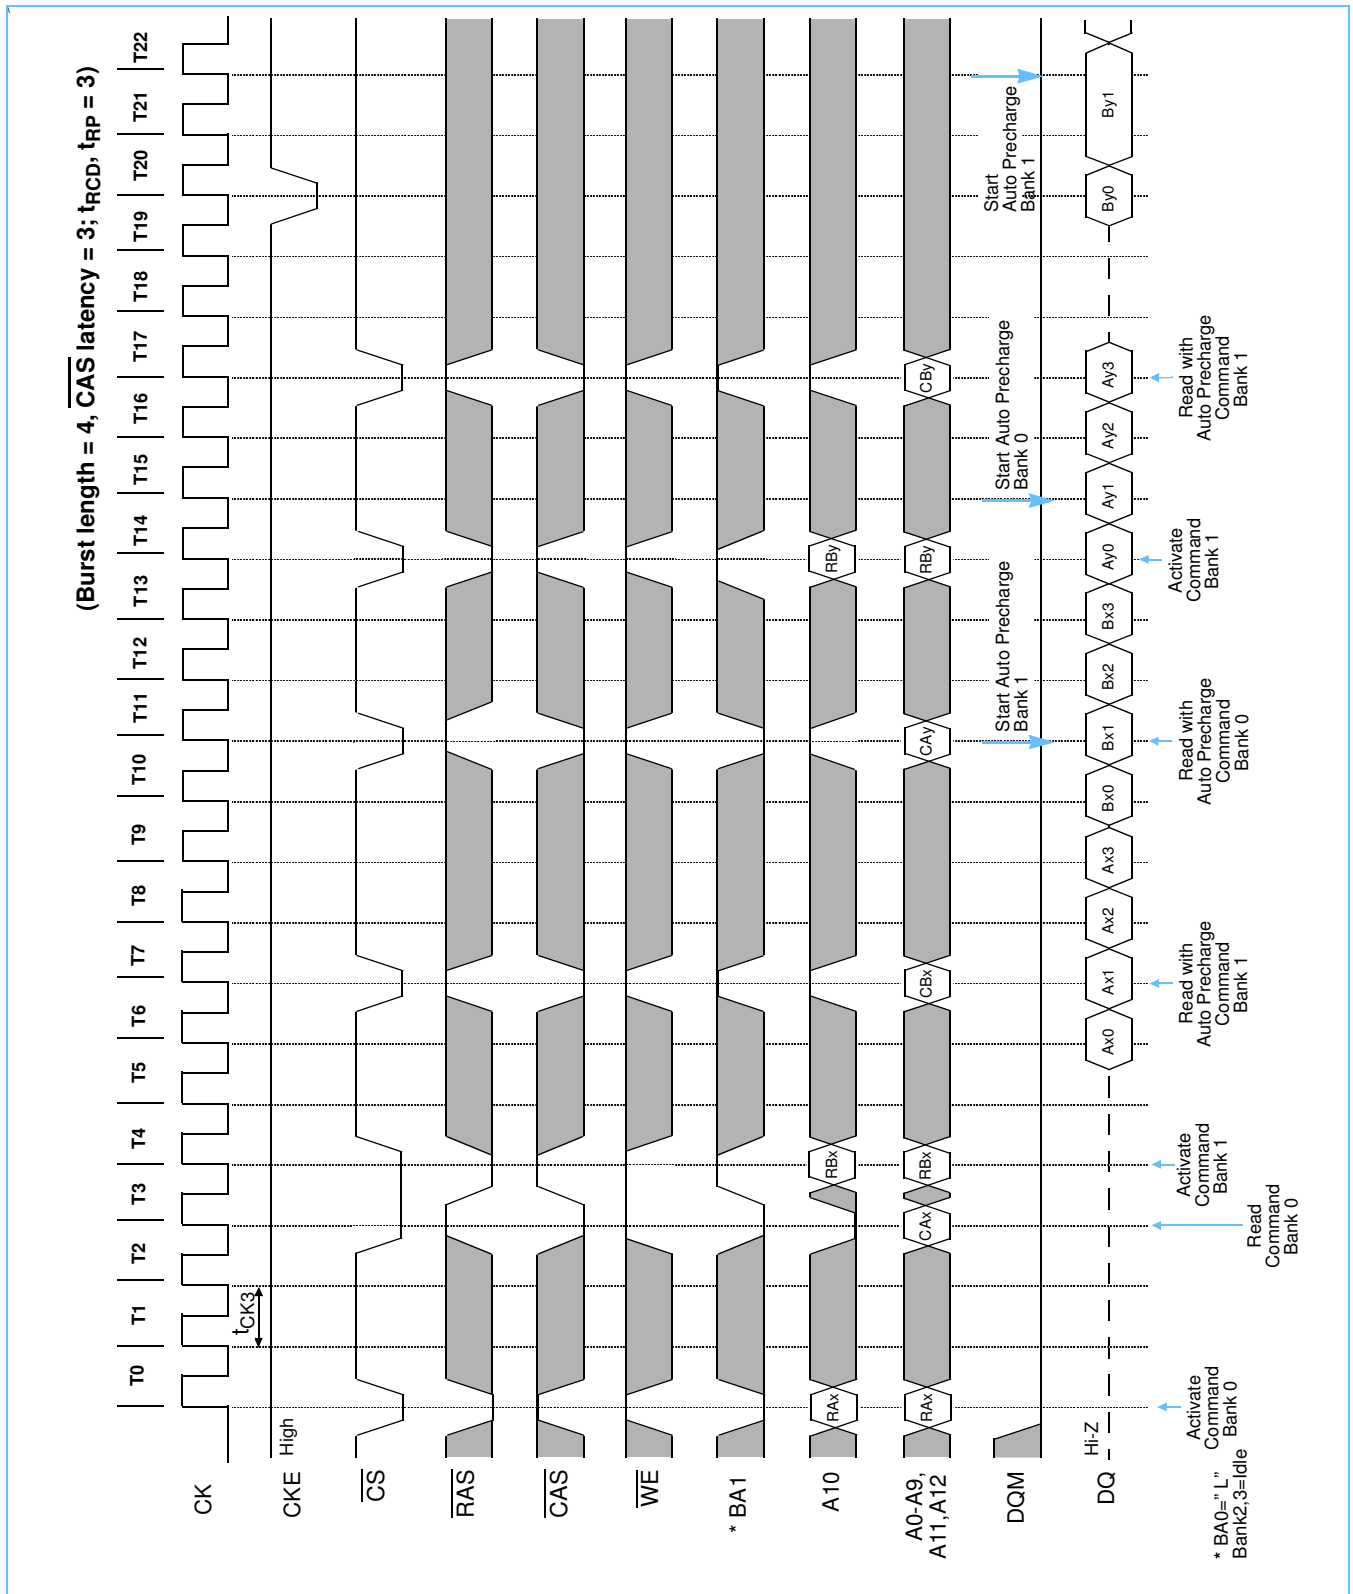 (Burst length = 4, CAS latency = 3; tRCD, tRP = 3)
T0 T1 T2 T3 T4 T5 T6 T7 T8 T9 T10 T11 T12 T13 T14 T15 T16 T17 T18 T19 T20 T21 T22
CK
tCK3
CKE
High
CS
RAS
CAS
WE
* BA1
A10
RAx RBx RBy
A0-A9,
A11,A12
RAx CAx RBx CBx CAy RBy CBy
DQM
Start Auto Precharge
Bank 1
Start Auto Precharge
Bank 0
Start
Auto Precharge
Bank 1
DQ
Hi-Z
Ax0 Ax1 Ax2 Ax3 Bx0 Bx1 Bx2 Bx3 Ay0 Ay1 Ay2 Ay3 By0 By1
Activate
Command
Bank 0
Read
Command
Bank 0
Activate
Command
Bank 1
Read with
Auto Precharge
Command
Bank 1
Read with
Auto Precharge
Command
Bank 0
Activate
Command
Bank 1
Read with
Auto Precharge
Command
Bank 1
* BA0=” L”
Bank2,3=Idle